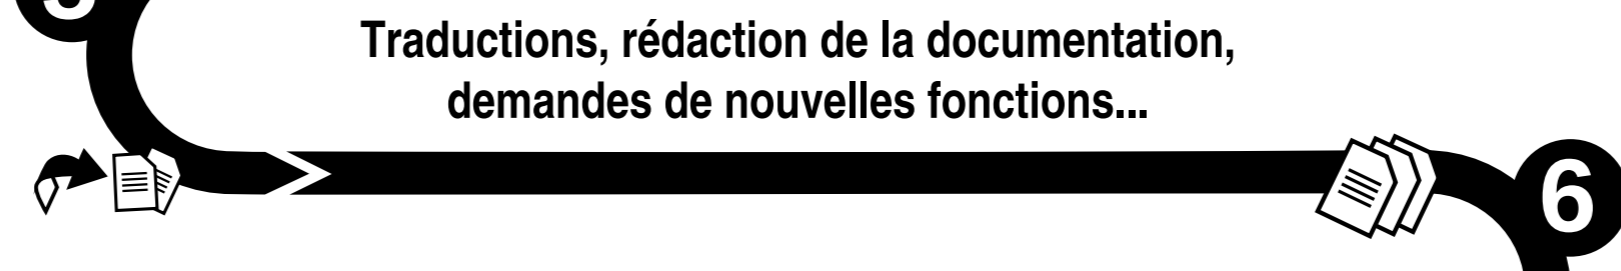 Traductions, rédaction de la documentation,
demandes de nouvelles fonctions...
6